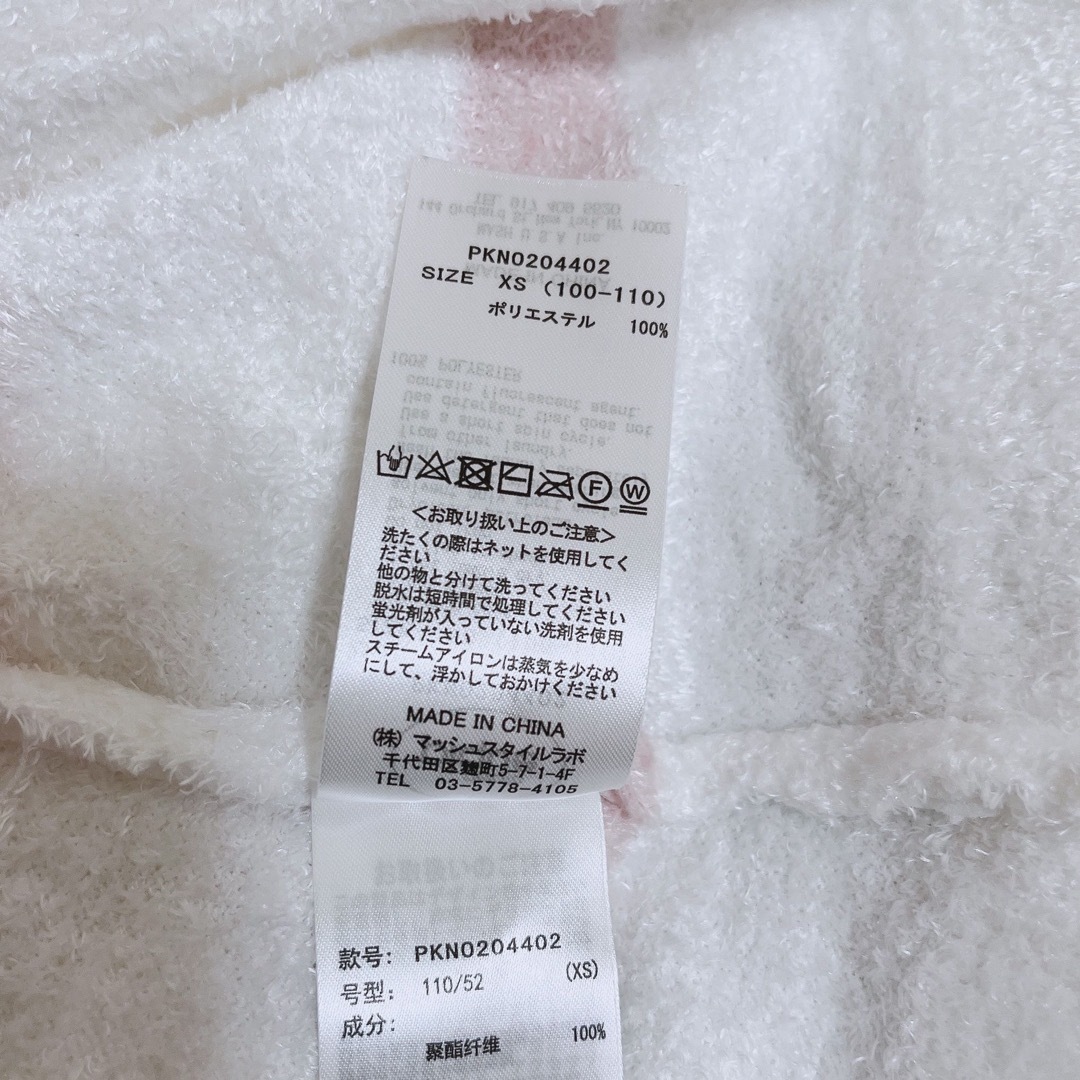 PKN0204402
SIZE XS (100-110)
ポリエステル 100%
F W
＜お取り扱い上のご注意＞
洗たくの際はネットを使用してく
ださい
他の物と分けて洗ってください
脱水は短時間で処理してください
蛍光剤が入っていない洗剤を使用
してください
スチームアイロンは蒸気を少なめ
にして、浮かしておかけください
MADE IN CHINA
(株) マッシュスタイルラボ
千代田区麹町5-7-1-4F
TEL 03-5778-4105
款号: PKN0204402
号型: 110/52 (XS)
成分:
聚酯纤维 100%